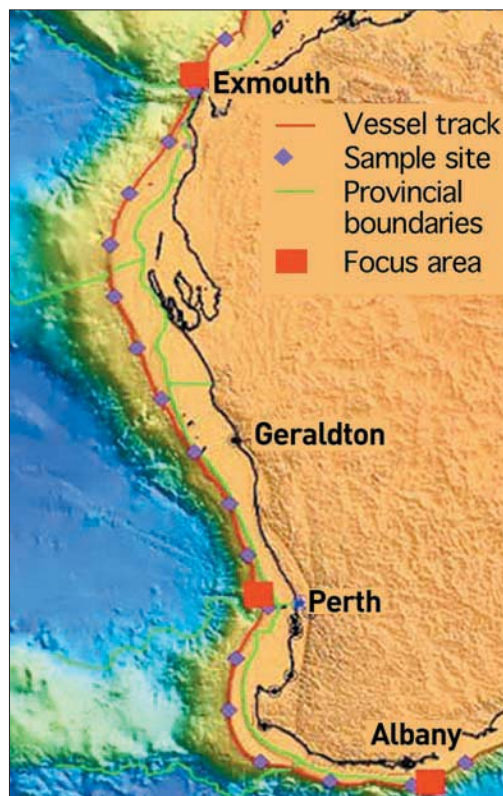 Exmouth
Vessel track
Sample site
Provincial
boundaries
Focus area
Geraldton
Perth
Albany